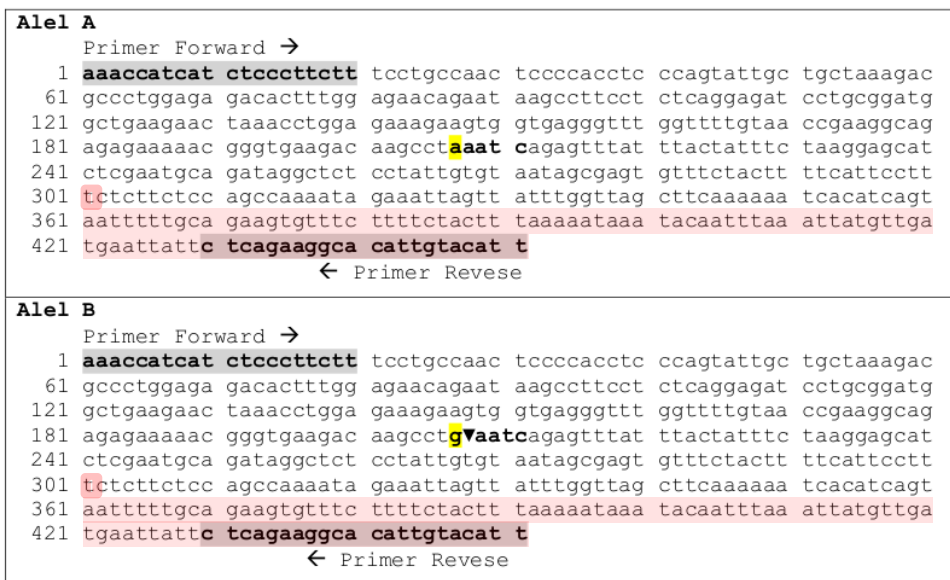 Alel A
Primer Forward →
1 aaaccatcat ctcccttctt tcctgccaac tccccacctc ccagtattgc tgctaaagac
61 gccctggaga gacactttgg agaacagaat aagccttcct ctcaggagat cctgcggatg
121 gctgaagaac taaacctgga gaaagaagtg gtgagggttt ggttttgtaa ccgaaggcag
181 agagaaaaac gggtgaagac aagcctaaat cagagtttat ttactatttc taaggagcat
241 ctcgaatgca gataggctct cctattgtgt aatagcgagt gtttctactt ttcattcctt
301 tctcttctcc agccaaaata gaaattagtt atttggttag cttcaaaaaa tcacatcagt
361 aatttttgca gaagtgtttc ttttctactt taaaaataaa tacaatttaa attatgttga
421 tgaattattc ctcagaaggca cattgtacat t
← Primer Revese
Alel B
Primer Forward →
1 aaaccatcat ctcccttctt tcctgccaac tccccacctc ccagtattgc tgctaaagac
61 gccctggaga gacactttgg agaacagaat aagccttcct ctcaggagat cctgcggatg
121 gctgaagaac taaacctgga gaaagaagtg gtgagggttt ggttttgtaa ccgaaggcag
181 agagaaaaac gggtgaagac aagcctg▼aatcagagtttat ttactatttc taaggagcat
241 ctcgaatgca gataggctct cctattgtgt aatagcgagt gtttctactt ttcattcctt
301 tctcttctcc agccaaaata gaaattagtt atttggttag cttcaaaaaa tcacatcagt
361 aatttttgca gaagtgtttc ttttctactt taaaaataaa tacaatttaa attatgttga
421 tgaattattc ctcagaaggca cattgtacat t
← Primer Revese